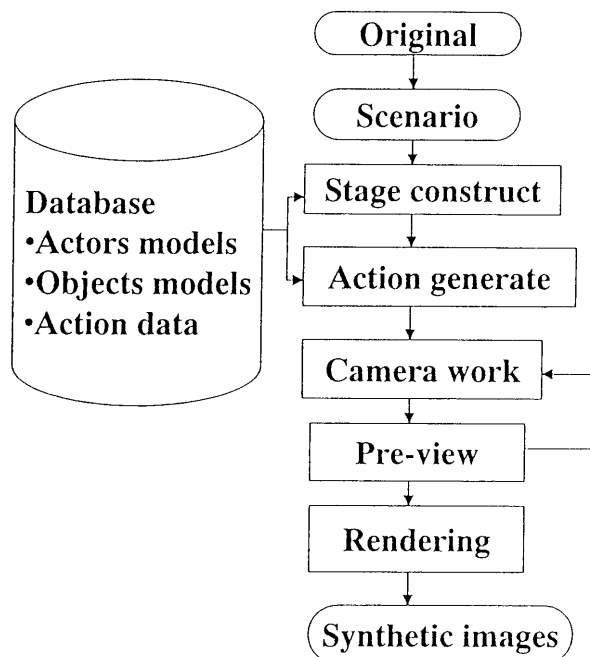 Original
Scenario
Database
•Actors models
•Objects models
•Action data
Stage construct
Action generate
Camera work
Pre-view
Rendering
Synthetic images